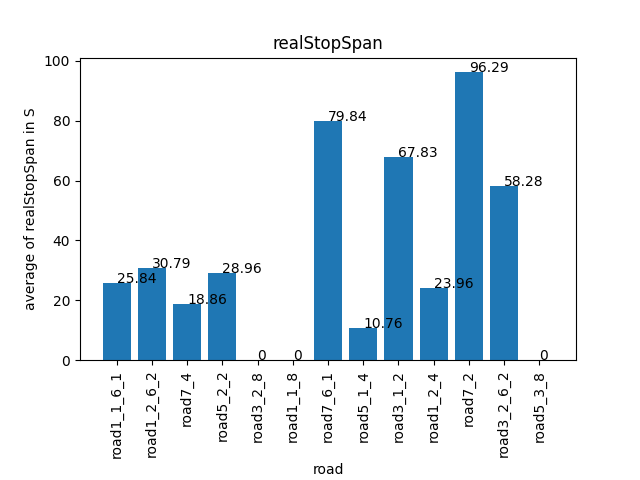 realStopSpan
average of realStopSpan in S
100
80
60
40
20
0
25.84
30.79
18.86
28.96
0
0
79.84
10.76
67.83
23.96
96.29
58.28
0
road1_1_6_1
road1_2_6_2
road7_4
road5_2_2
road3_2_8
road1_1_8
road7_6_1
road5_1_4
road3_1_2
road1_2_4
road7_2
road3_2_6_2
road5_3_8
road